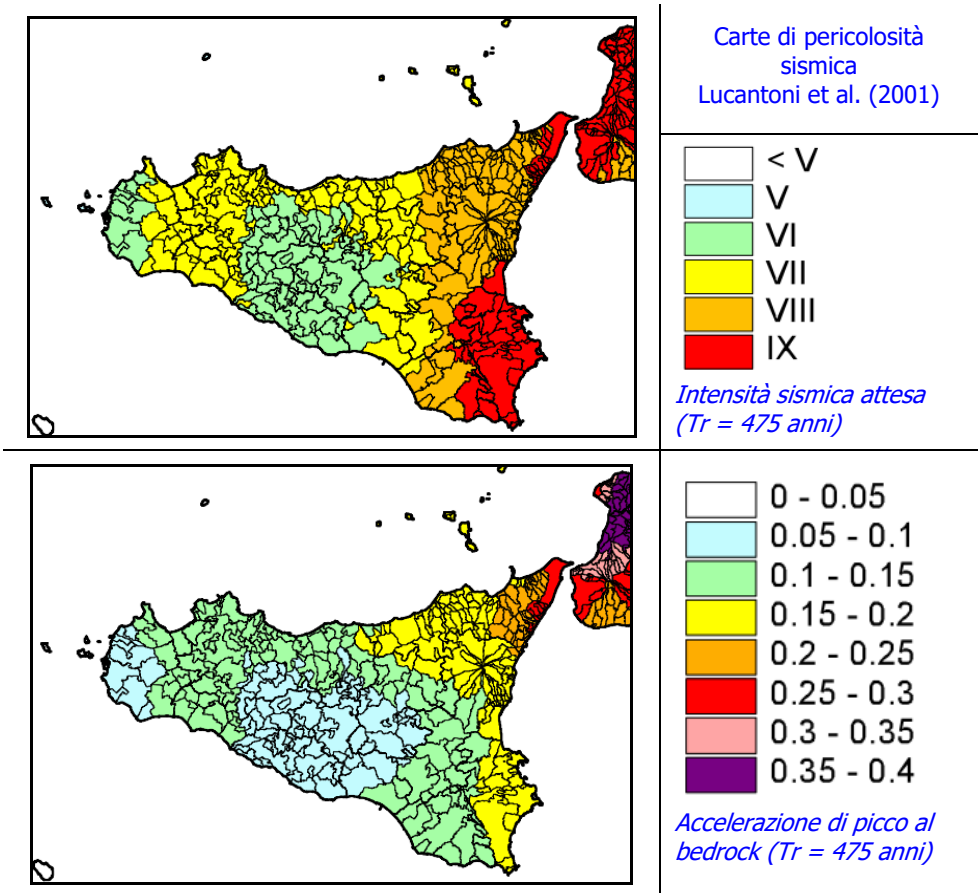 Carte di pericolosità
sismica
Lucantoni et al. (2001)
< V
V
VI
VII
VIII
IX
Intensità sismica attesa
(Tr = 475 anni)
0 - 0.05
0.05 - 0.1
0.1 - 0.15
0.15 - 0.2
0.2 - 0.25
0.25 - 0.3
0.3 - 0.35
0.35 - 0.4
Accelerazione di picco al
bedrock (Tr = 475 anni)